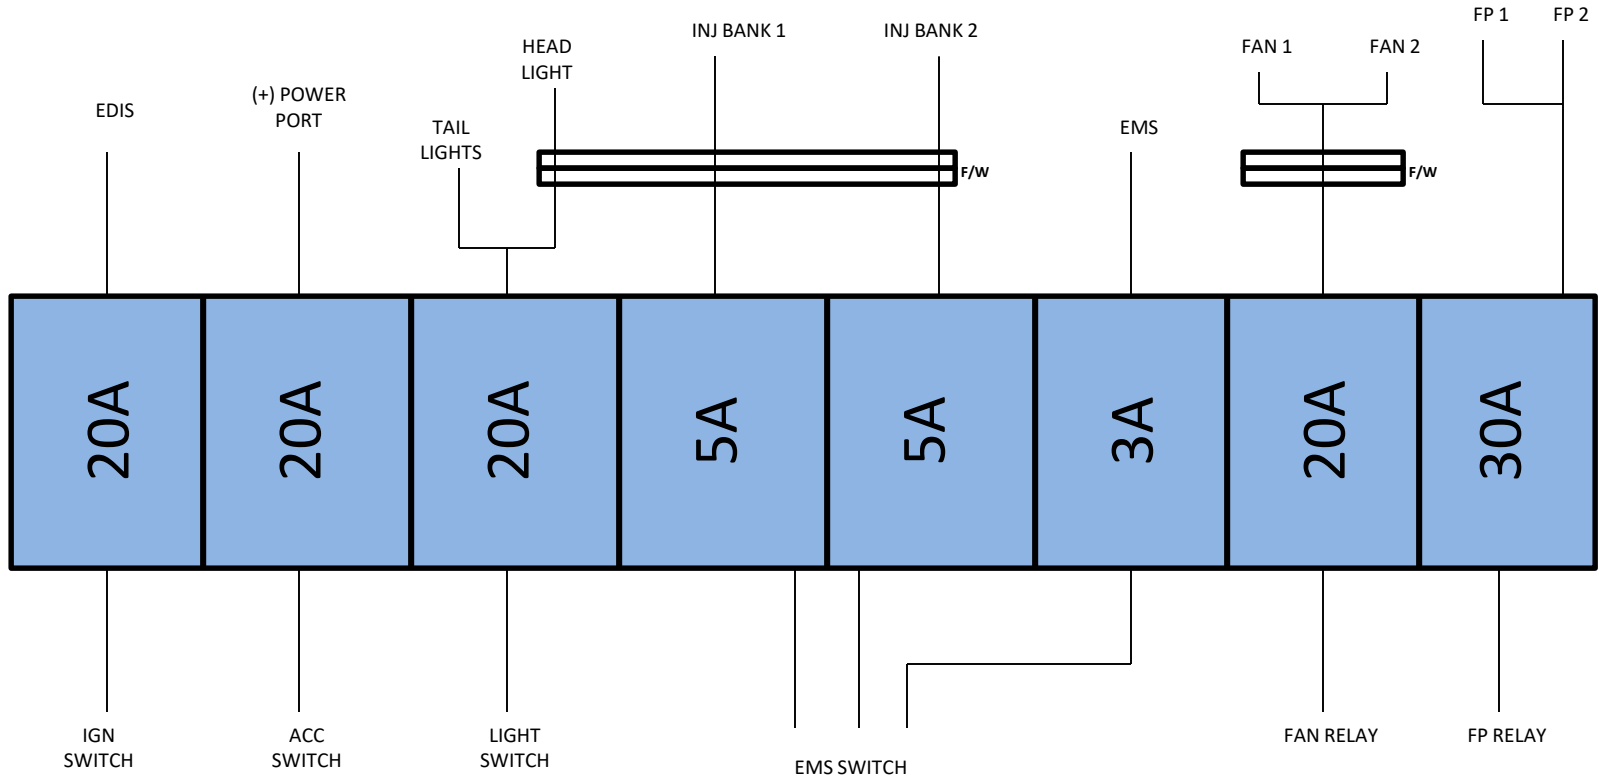 FP 1
FP 2
INJ BANK 1
INJ BANK 2
HEAD
LIGHT
FAN 1
FAN 2
(+) POWER
PORT
EDIS
TAIL
LIGHTS
EMS
F/W
F/W
20A
20A
20A
5A
5A
3A
20A
30A
IGN
SWITCH
ACC
SWITCH
LIGHT
SWITCH
EMS SWITCH
FAN RELAY
FP RELAY